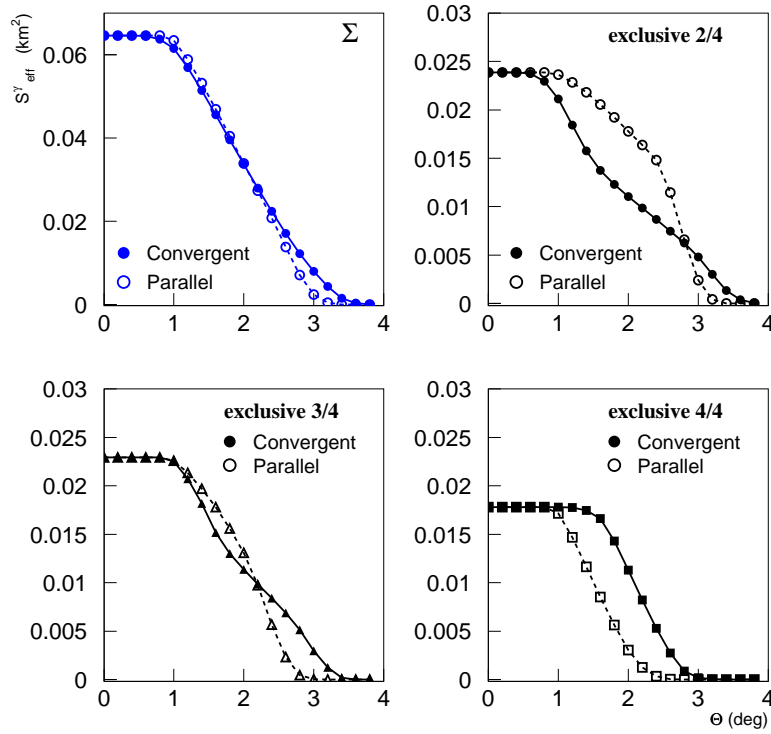 S^γ_eff (km²)
Σ
0.06
0.04
0.02
0
Convergent
Parallel
0 1 2 3 4
exclusive 2/4
0.03
0.025
0.02
0.015
0.01
0.005
0
Convergent
Parallel
0 1 2 3 4
exclusive 3/4
Convergent
Parallel
0.03
0.025
0.02
0.015
0.01
0.005
0
0 1 2 3 4
exclusive 4/4
Convergent
Parallel
0.03
0.025
0.02
0.015
0.01
0.005
0
0 1 2 3 4
Θ (deg)